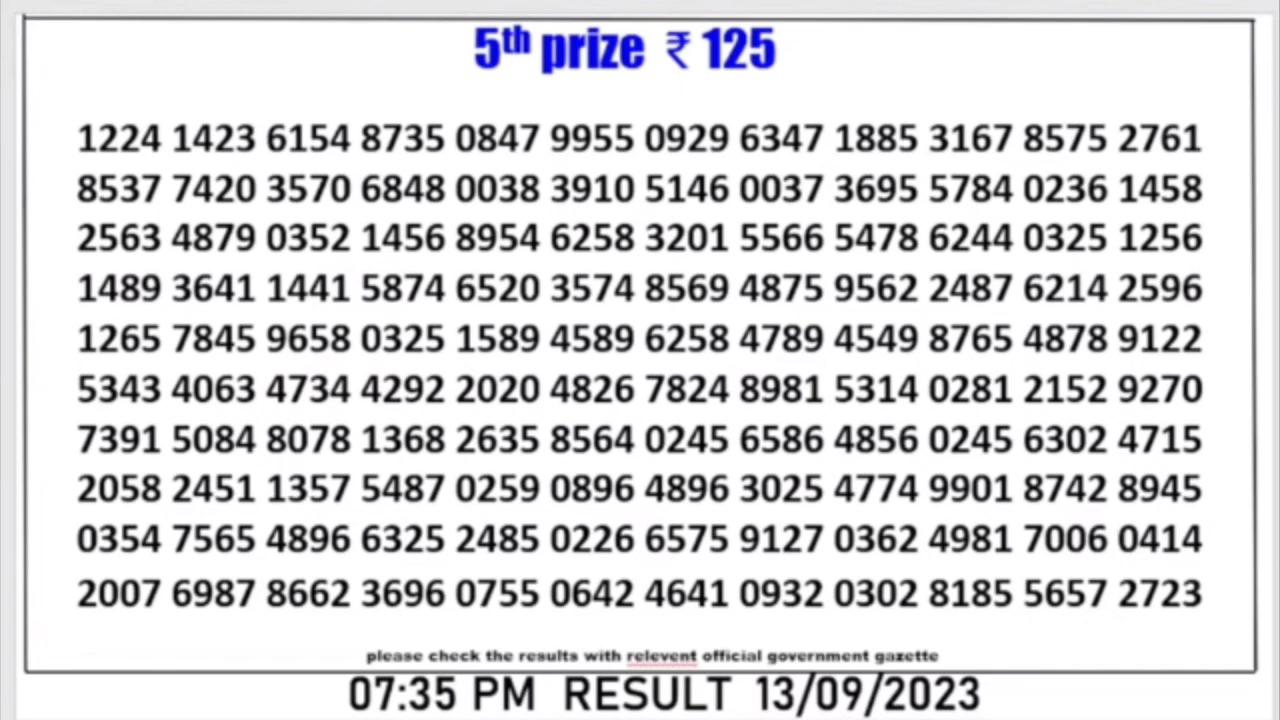 5th prize ₹ 125
1224 1423 6154 8735 0847 9955 0929 6347 1885 3167 8575 2761
8537 7420 3570 6848 0038 3910 5146 0037 3695 5784 0236 1458
2563 4879 0352 1456 8954 6258 3201 5566 5478 6244 0325 1256
1489 3641 1441 5874 6520 3574 8569 4875 9562 2487 6214 2596
1265 7845 9658 0325 1589 4589 6258 4789 4549 8765 4878 9122
5343 4063 4734 4292 2020 4826 7824 8981 5314 0281 2152 9270
7391 5084 8078 1368 2635 8564 0245 6586 4856 0245 6302 4715
2058 2451 1357 5487 0259 0896 4896 3025 4774 9901 8742 8945
0354 7565 4896 6325 2485 0226 6575 9127 0362 4981 7006 0414
2007 6987 8662 3696 0755 0642 4641 0932 0302 8185 5657 2723
please check the results with relevent official government gazette
07:35 PM RESULT 13/09/2023